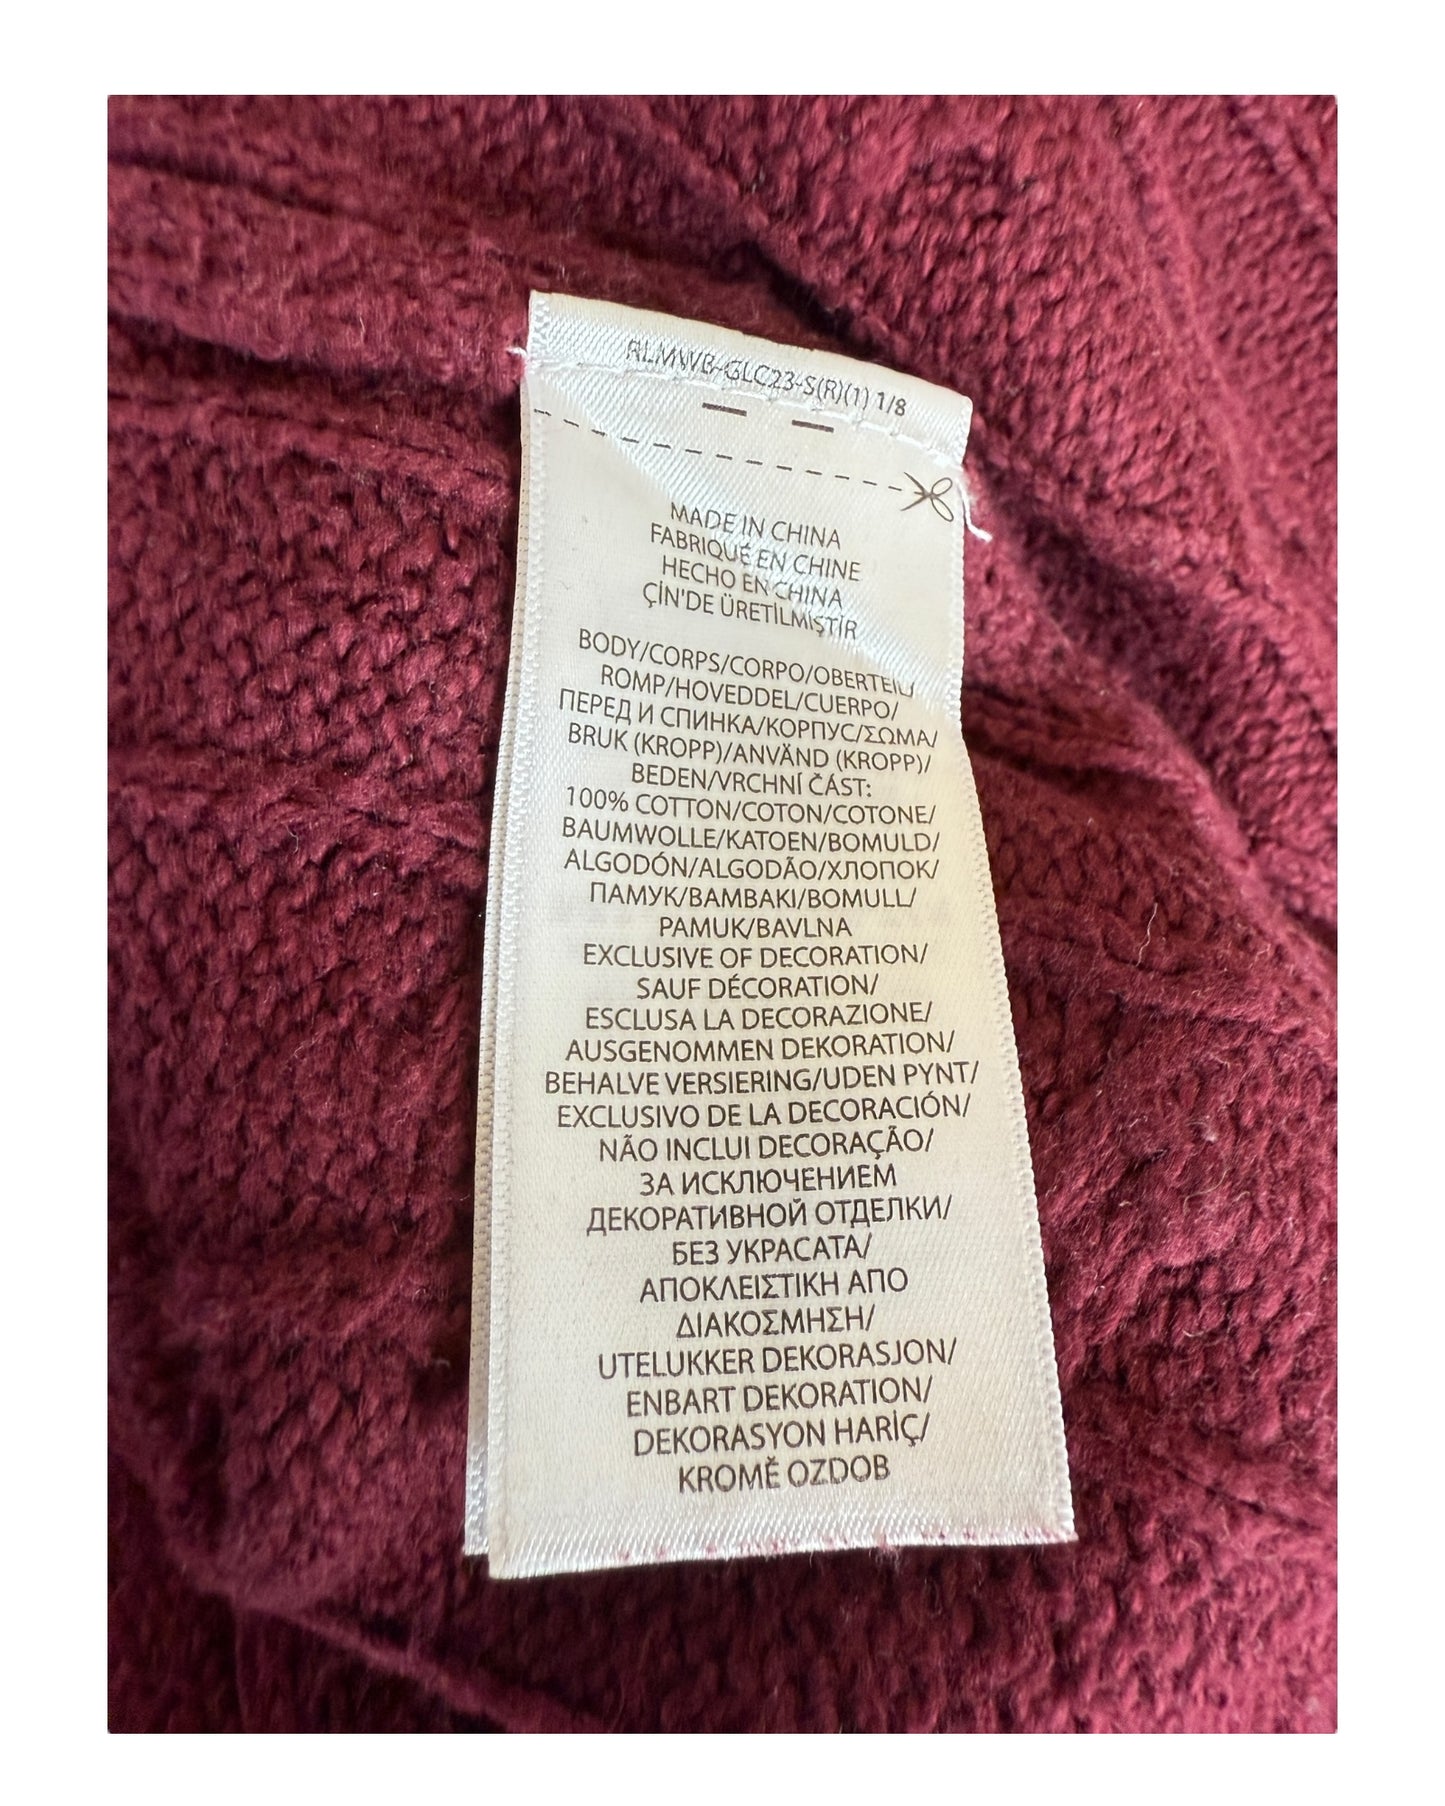 RLMWB-GLC23-S(R)(1) 1/8
MADE IN CHINA
FABRIQUÉ EN CHINE
HECHO EN CHINA
ÇİN'DE ÜRETİLMİŞTİR
BODY/CORPS/CORPO/OBERTEIL/
ROMP/HOVEDDEL/CUERPO/
ПЕРЕД И СПИНКА/КОРПУС/ΣΩΜΑ/
BRUK (KROPP)/ANVÄND (KROPP)/
BEDEN/VRCHNÍ ČÁST:
100% COTTON/COTON/COTONE/
BAUMWOLLE/KATOEN/BOMULD/
ALGODÓN/ALGODÃO/ХЛОПОК/
ПАМУК/ΒΑΜΒΑΚΙ/BOMULL/
PAMUK/BAVLNA
EXCLUSIVE OF DECORATION/
SAUF DÉCORATION/
ESCLUSA LA DECORAZIONE/
AUSGENOMMEN DEKORATION/
BEHALVE VERSIERING/UDEN PYNT/
EXCLUSIVO DE LA DECORACIÓN/
NÃO INCLUI DECORAÇÃO/
ЗА ИСКЛЮЧЕНИЕМ
ДЕКОРАТИВНОЙ ОТДЕЛКИ/
БЕЗ УКРАСАТА/
ΑΠΟΚΛΕΙΣΤΙΚΗ ΑΠΟ
ΔΙΑΚΟΣΜΗΣΗ/
UTELUKKER DEKORASJON/
ENBART DEKORATION/
DEKORASYON HARİÇ/
KROMĚ OZDOB